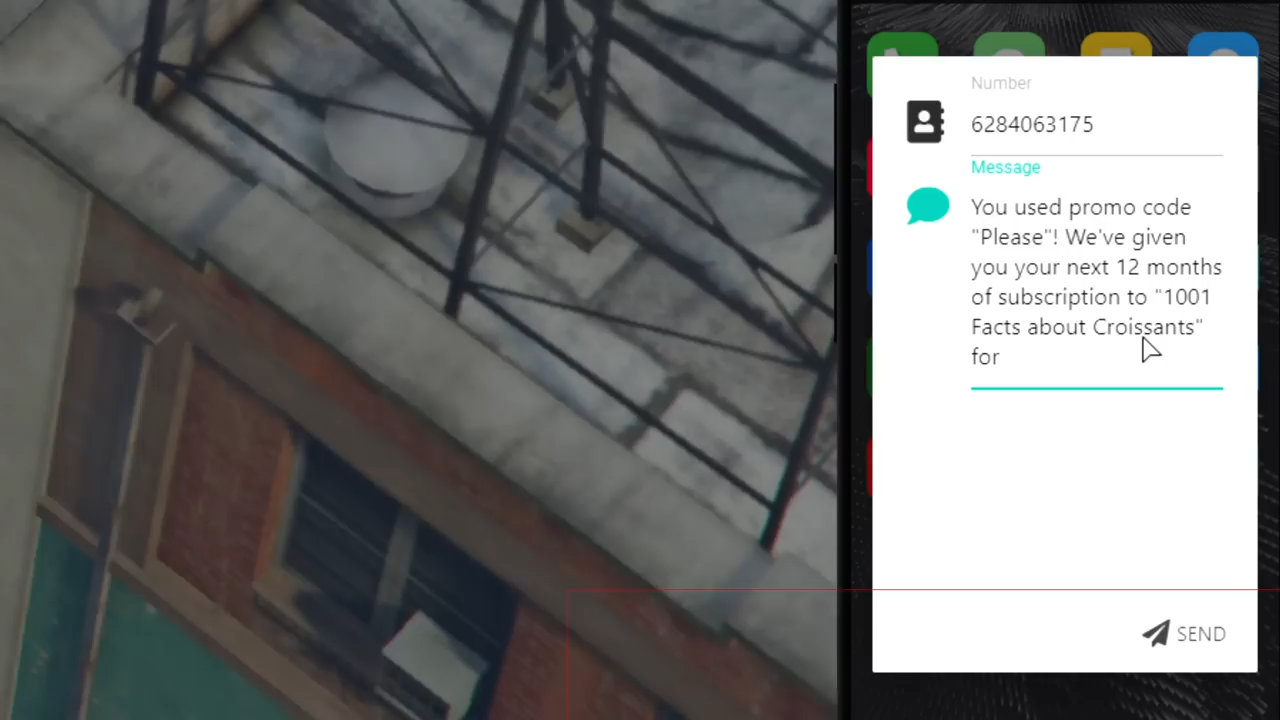 Number
6284063175
Message
You used promo code
"Please"! We've given
you your next 12 months
of subscription to "1001
Facts about Croissants"
for
SEND